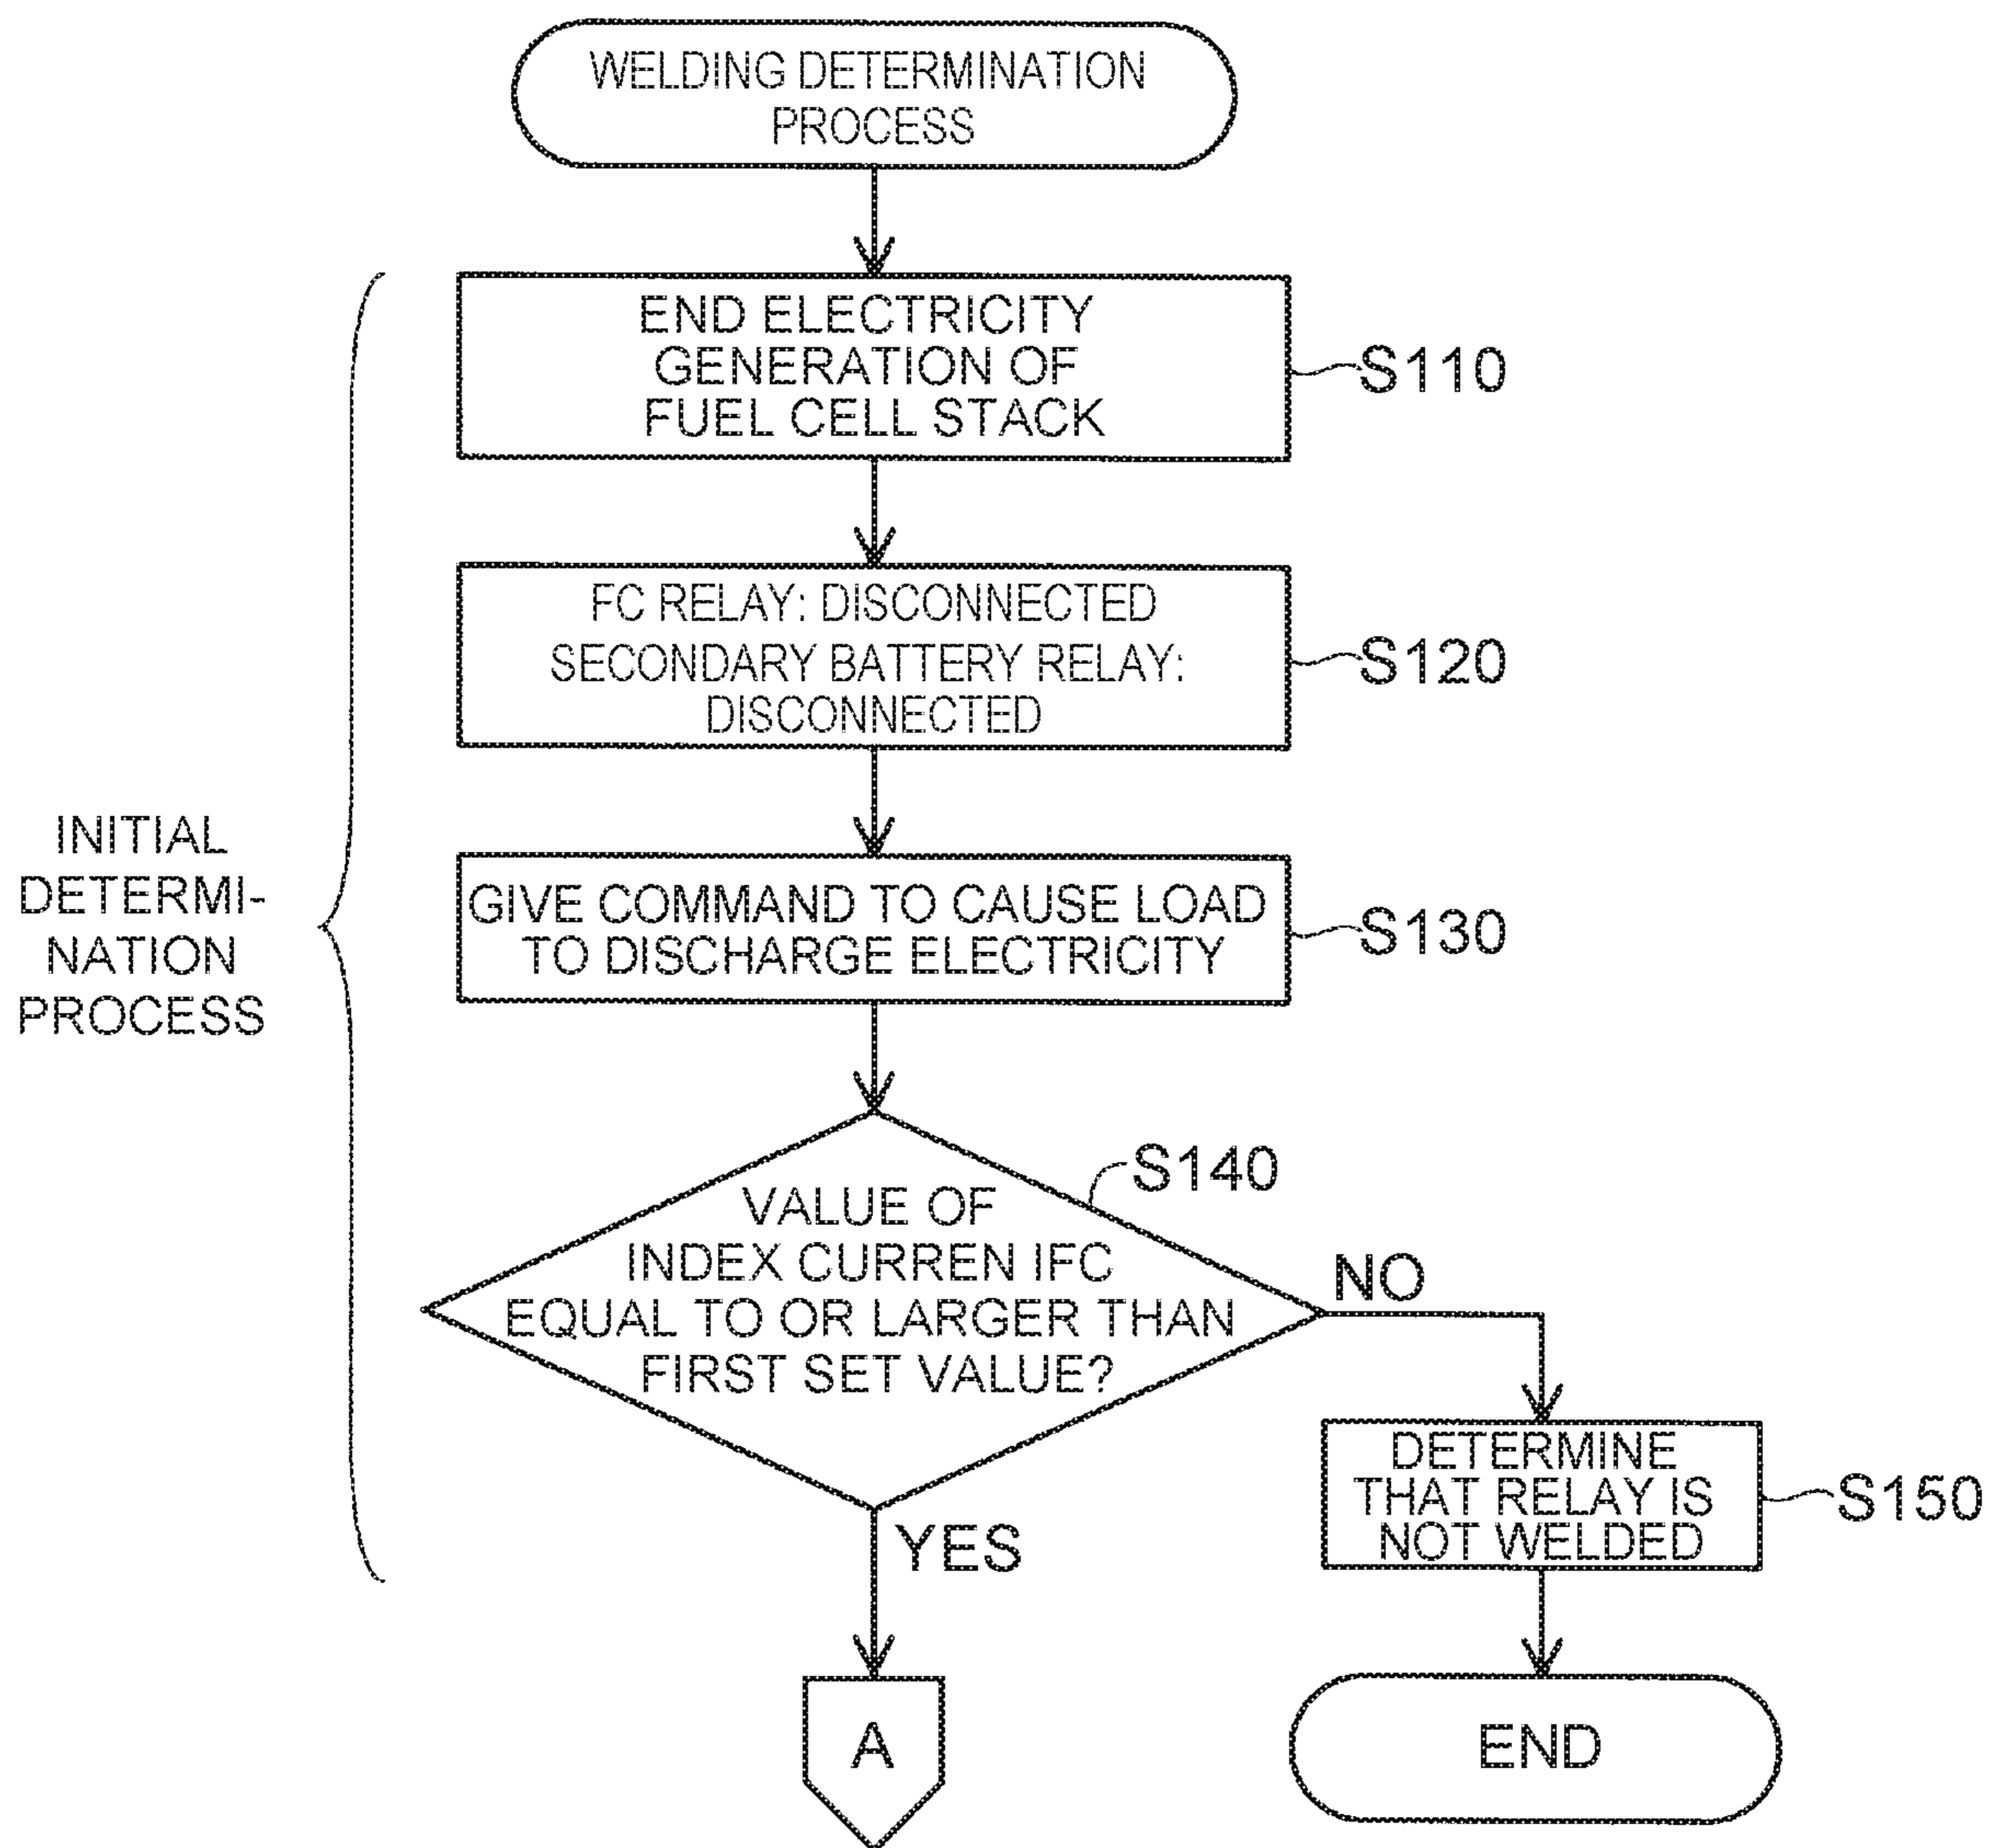 WELDING DETERMINATION
PROCESS
END ELECTRICITY
GENERATION OF
FUEL CELL STACK
S110
FC RELAY: DISCONNECTED
SECONDARY BATTERY RELAY:
DISCONNECTED
S120
INITIAL
DETERMI-
NATION
PROCESS
GIVE COMMAND TO CAUSE LOAD
TO DISCHARGE ELECTRICITY
S130
S140
VALUE OF
INDEX CURREN IFC
EQUAL TO OR LARGER THAN
FIRST SET VALUE?
NO
YES
DETERMINE
THAT RELAY IS
NOT WELDED
S150
A
END